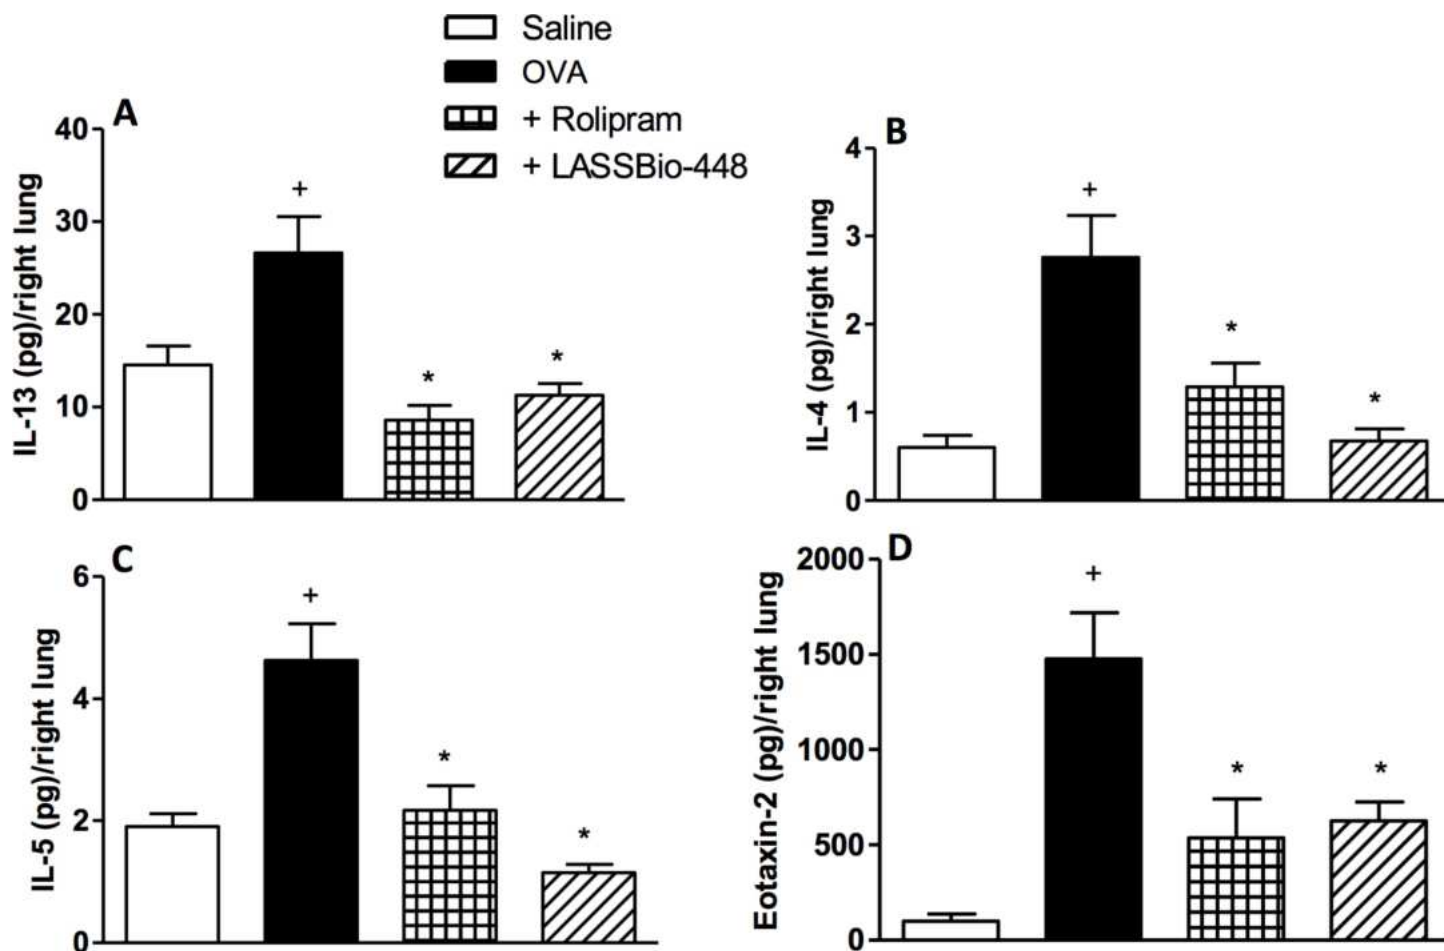 Saline
OVA
+ Rolipram
+ LASSBio-448
A
IL-13 (pg)/right lung
40
30
20
10
0
+
*
*
B
IL-4 (pg)/right lung
4
3
2
1
0
+
*
*
C
IL-5 (pg)/right lung
6
4
2
0
+
*
*
D
Eotaxin-2 (pg)/right lung
2000
1500
1000
500
0
+
*
*